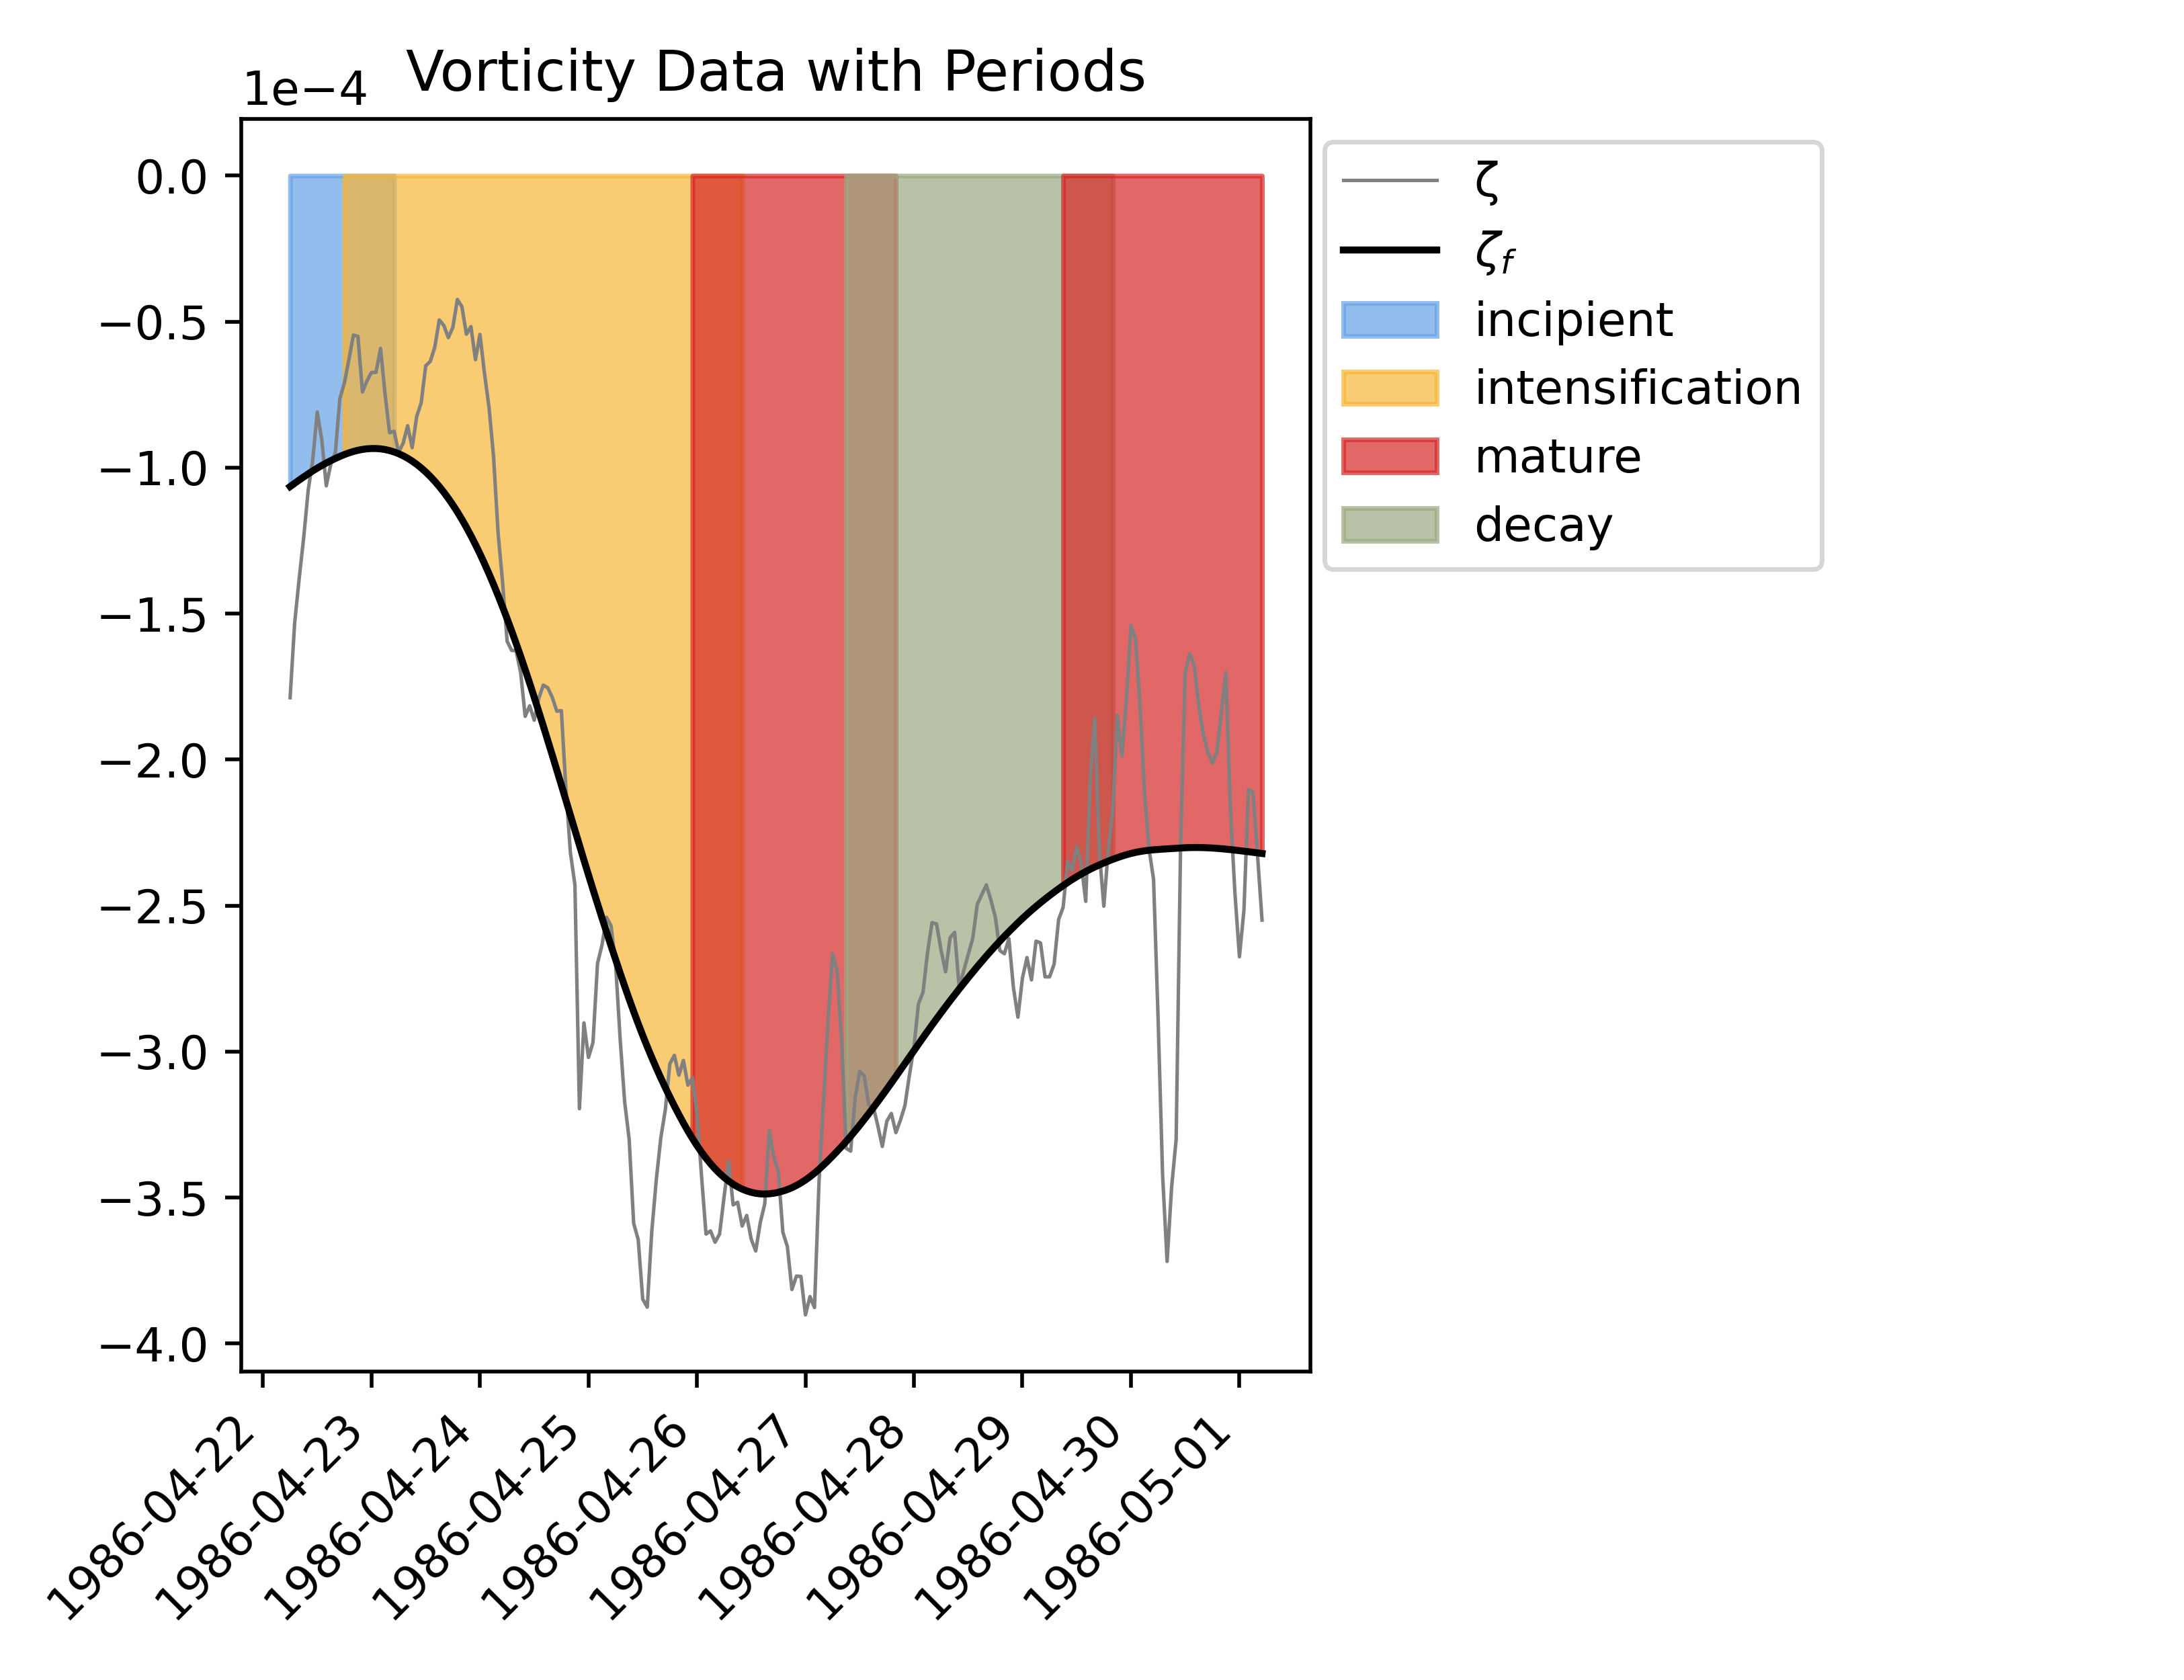 Vorticity Data with Periods
1e−4
0.0
−0.5
−1.0
−1.5
−2.0
−2.5
−3.0
−3.5
−4.0
1986-04-22
1986-04-23
1986-04-24
1986-04-25
1986-04-26
1986-04-27
1986-04-28
1986-04-29
1986-04-30
1986-05-01
ζ
ζf
incipient
intensification
mature
decay